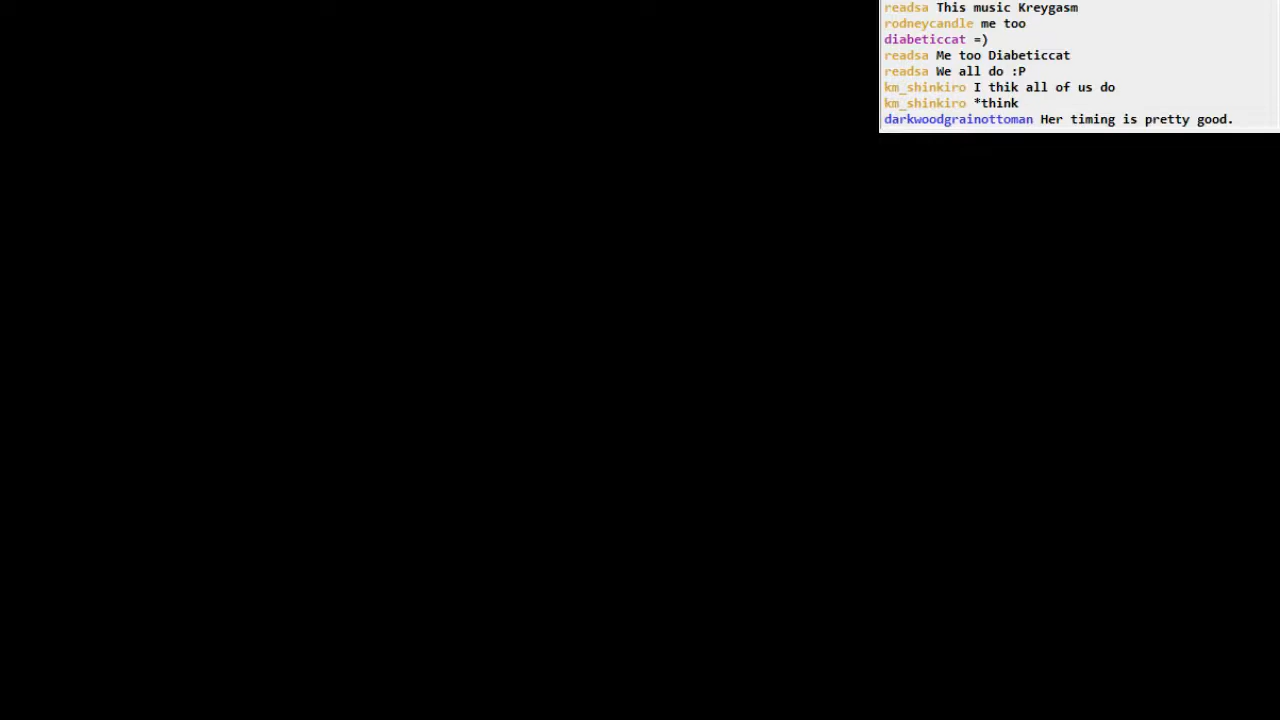 readsa This music Kreygasm
rodneycandle me too
diabeticcat =)
readsa Me too Diabeticcat
readsa We all do :P
km_shinkiro I thik all of us do
km_shinkiro *think
darkwoodgrainottoman Her timing is pretty good.